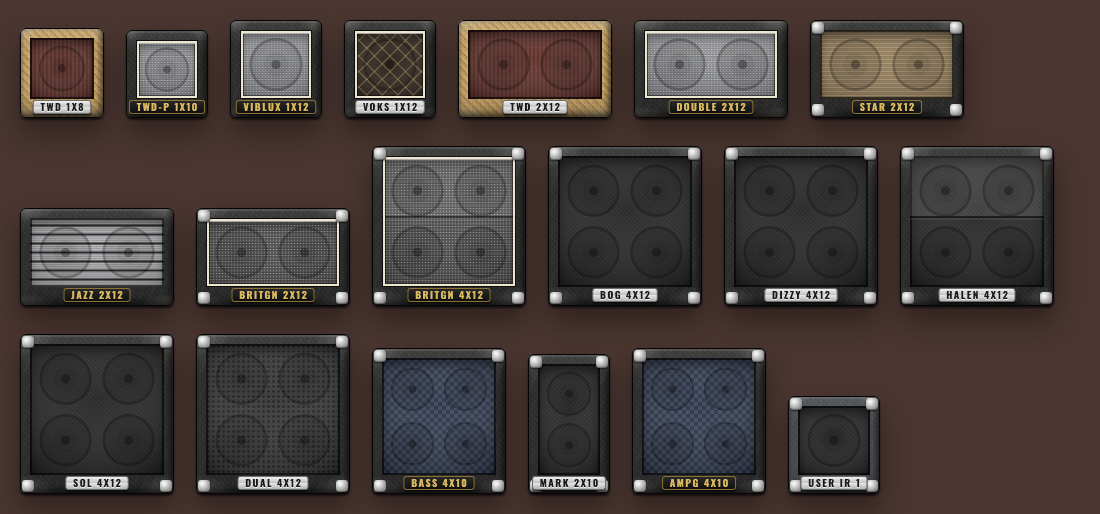 TWD 1X8
TWD-P 1X10
VIBLUX 1X12
VOKS 1X12
TWD 2X12
DOUBLE 2X12
STAR 2X12
JAZZ 2X12
BRITGN 2X12
BRITGN 4X12
BOG 4X12
DIZZY 4X12
HALEN 4X12
SOL 4X12
DUAL 4X12
BASS 4X10
MARK 2X10
AMPG 4X10
USER IR 1